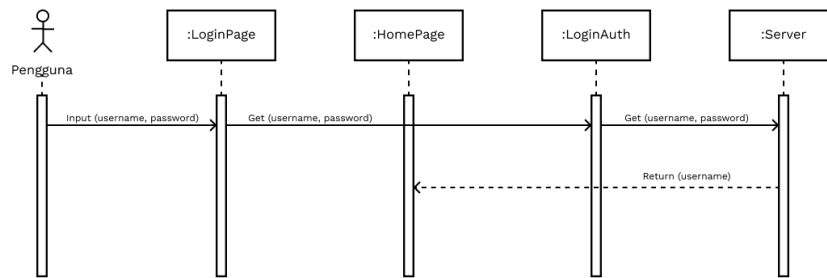 :LoginPage
:HomePage
:LoginAuth
:Server
Pengguna
Input (username, password)
Get (username, password)
Get (username, password)
Return (username)